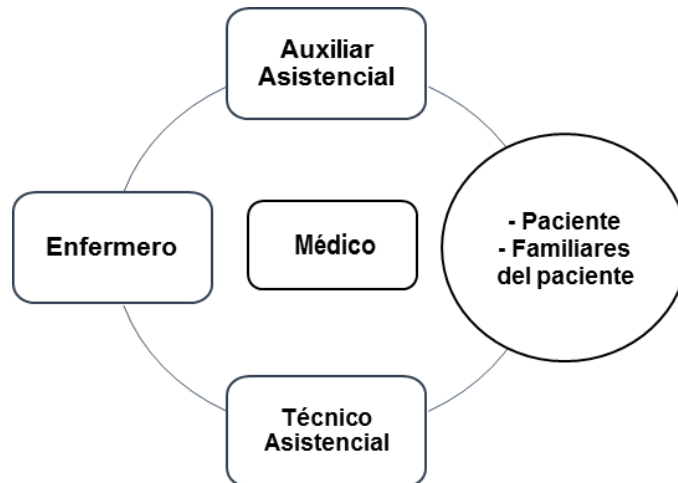 Auxiliar
Asistencial
Enfermero
Médico
- Paciente
- Familiares
del paciente
Técnico
Asistencial